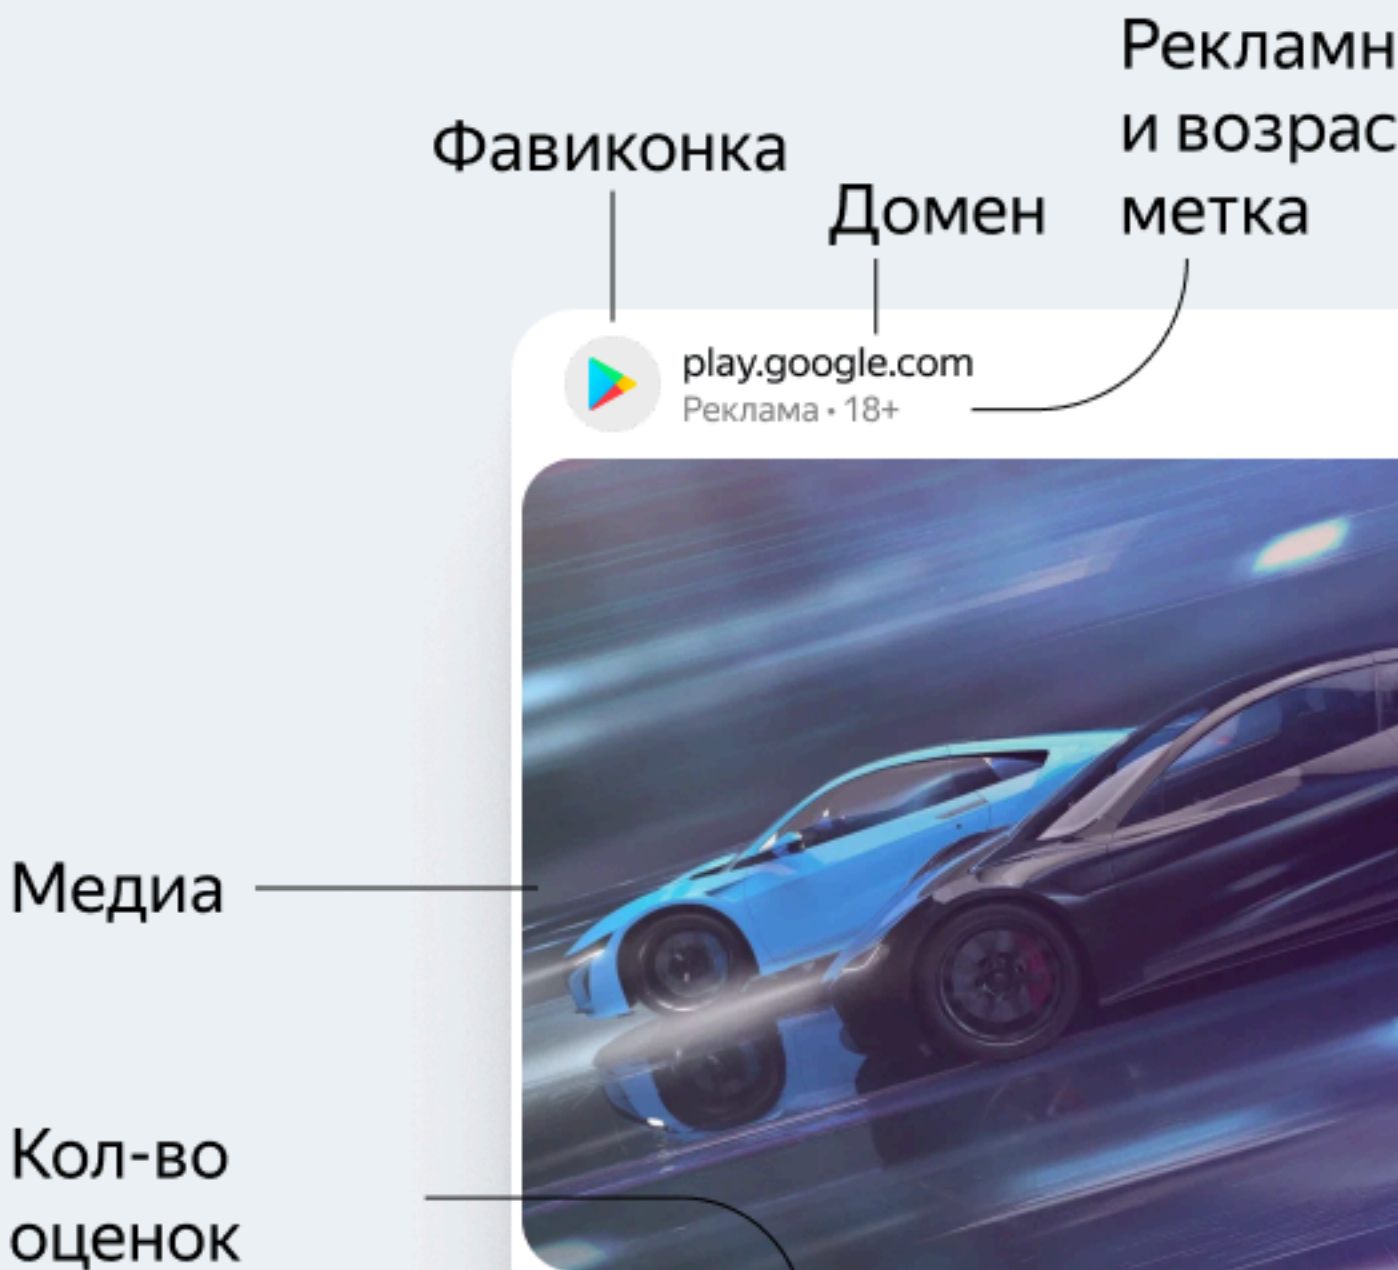 Рекламн
и возрас
метка
Фавиконка
Домен
play.google.com
Реклама • 18+
Медиа
Кол-во
оценок